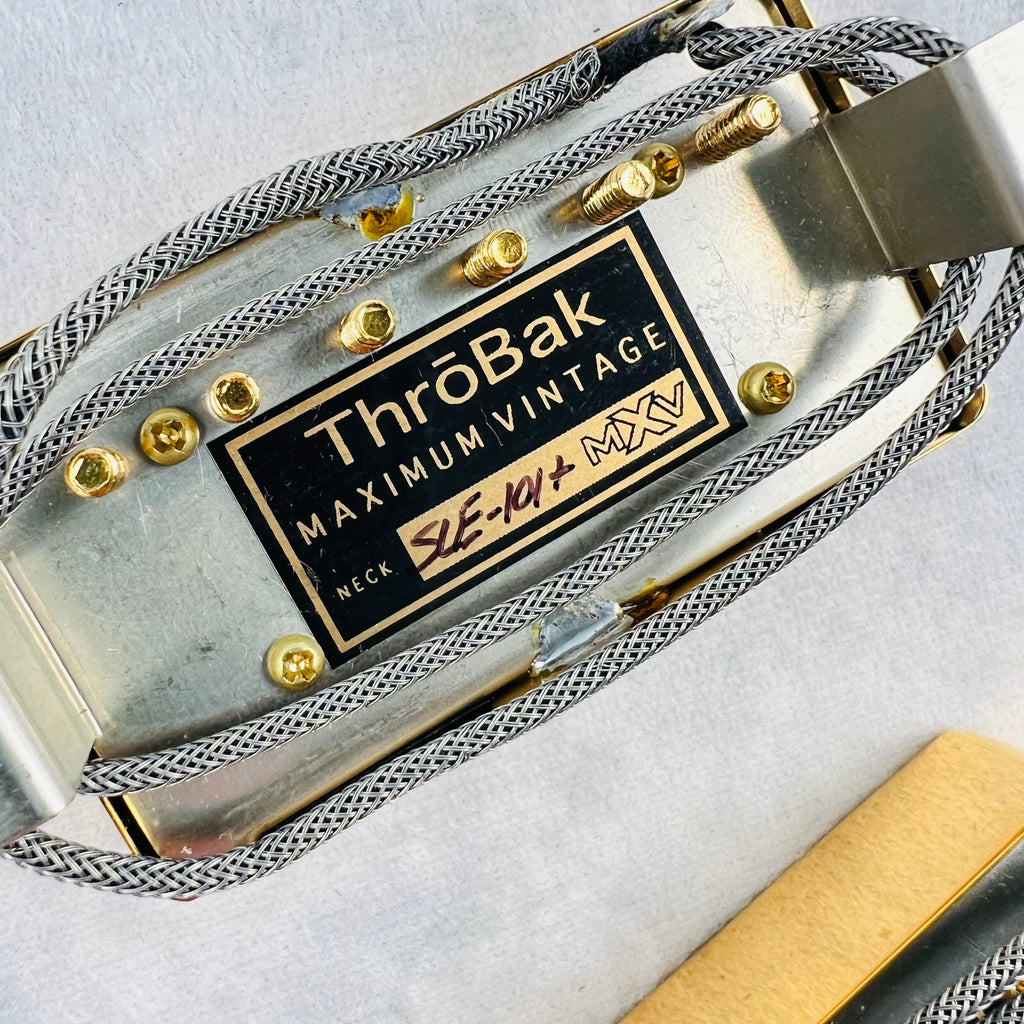 ThrōBak
MAXIMUM VINTAGE
NECK SLE-101+ MXV